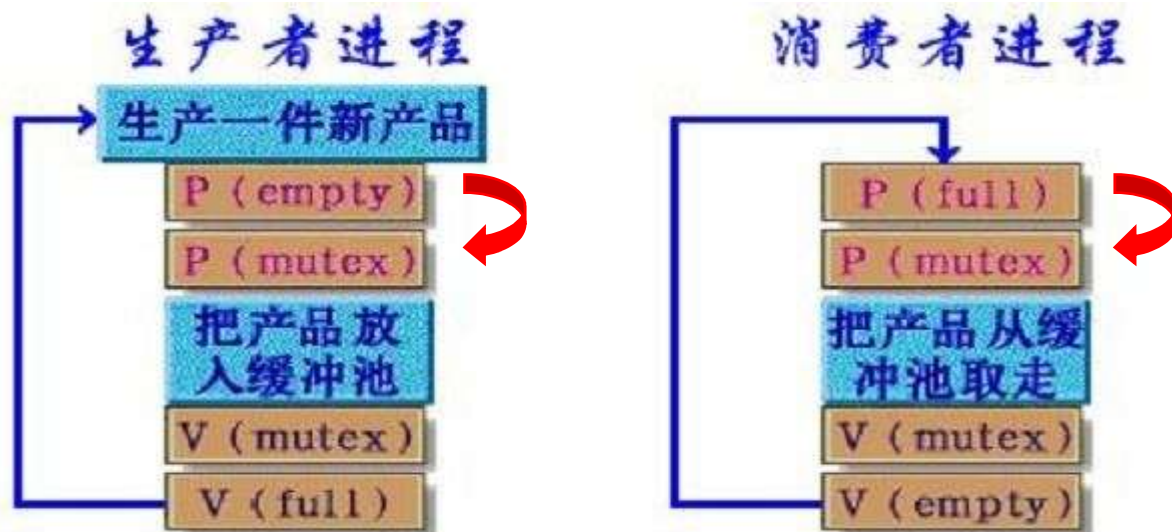 生产者进程
生产一件新产品
P(empty)
P(mutex)
把产品放
入缓冲池
V(mutex)
V(full)
消费者进程
P(full)
P(mutex)
把产品从缓
冲池取走
V(mutex)
V(empty)